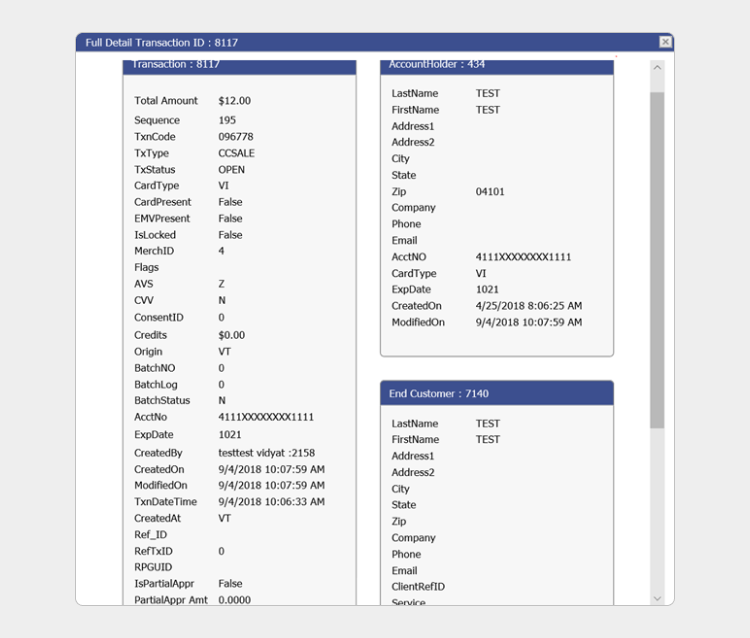 Full Detail Transaction ID : 8117
Transaction : 8117
Total Amount $12.00
Sequence 195
TxnCode 096778
TxType CCSALE
TxStatus OPEN
CardType VI
CardPresent False
EMVPresent False
IsLocked False
MerchID 4
Flags
AVS Z
CVV N
ConsentID 0
Credits $0.00
Origin VT
BatchNO 0
BatchLog 0
BatchStatus N
AcctNo 4111XXXXXXXX1111
ExpDate 1021
CreatedBy testtest vidyat :2158
CreatedOn 9/4/2018 10:07:59 AM
ModifiedOn 9/4/2018 10:07:59 AM
TxnDateTime 9/4/2018 10:06:33 AM
CreatedAt VT
Ref_ID
RefTxID 0
RPGUID
IsPartialAppr False
PartialAppr Amt 0.0000
AccountHolder : 434
LastName TEST
FirstName TEST
Address1
Address2
City
State
Zip 04101
Company
Phone
Email
AcctNO 4111XXXXXXXX1111
CardType VI
ExpDate 1021
CreatedOn 4/25/2018 8:06:25 AM
ModifiedOn 9/4/2018 10:07:59 AM
End Customer : 7140
LastName TEST
FirstName TEST
Address1
Address2
City
State
Zip
Company
Phone
Email
ClientRefID
Service